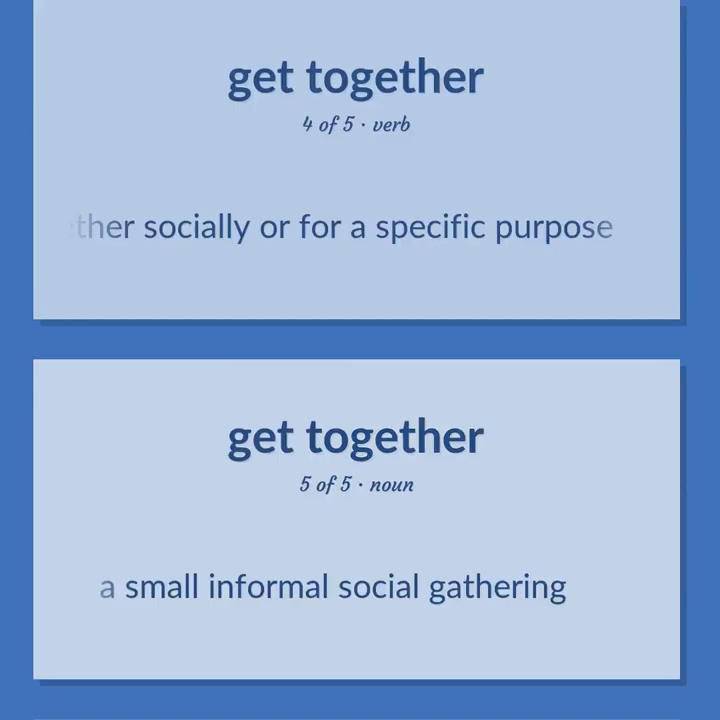 get together
4 of 5 · verb
ther socially or for a specific purpose
get together
5 of 5 · noun
a small informal social gathering